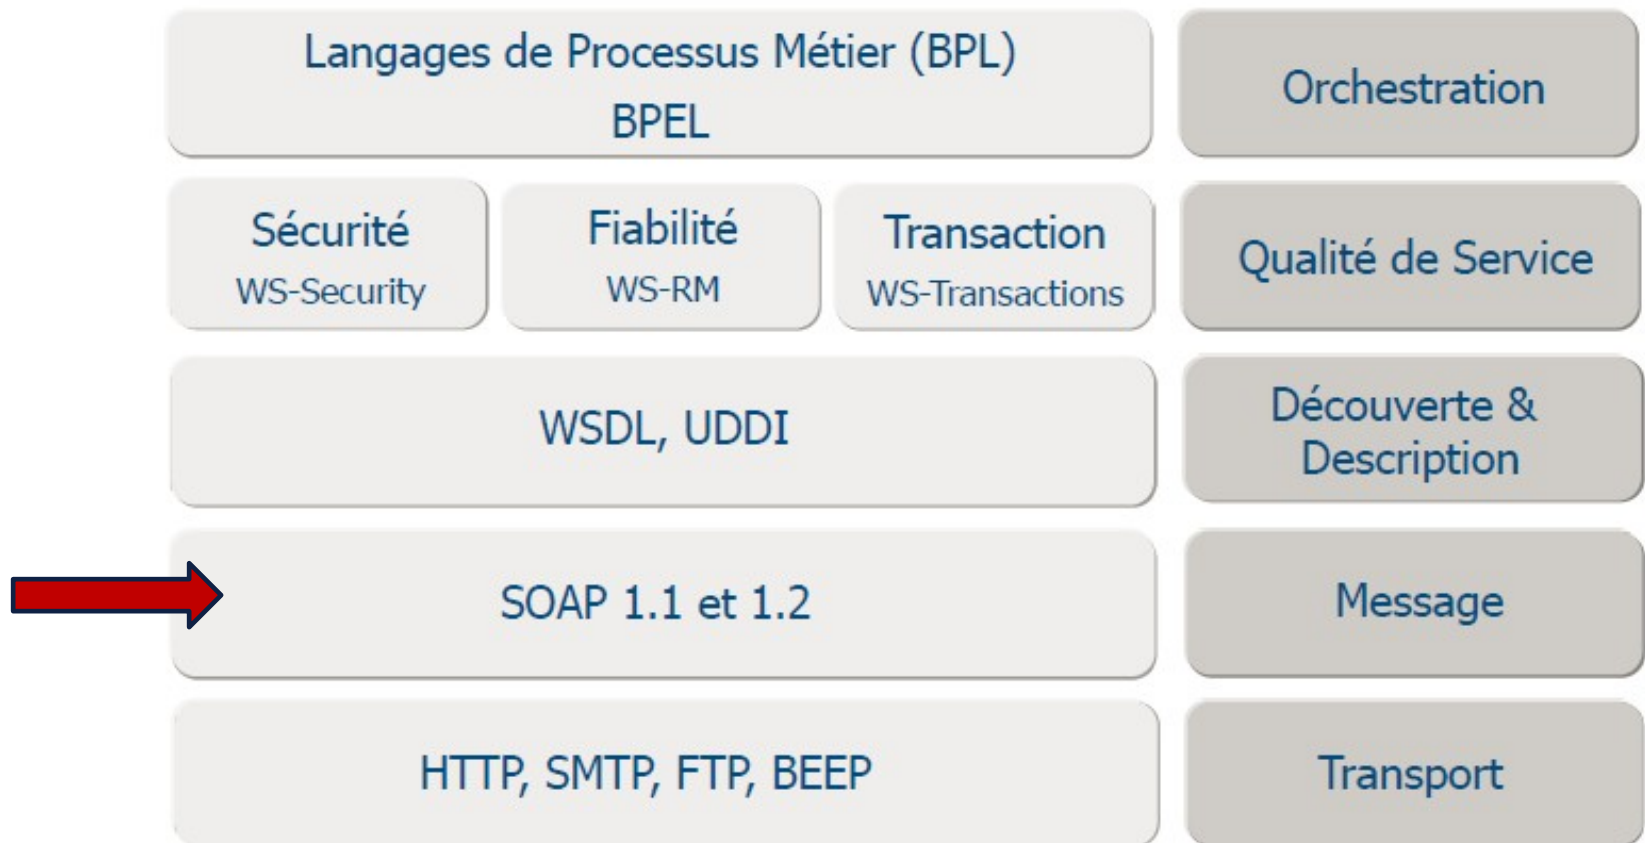 Langages de Processus Métier (BPL)
BPEL
Orchestration
Sécurité
WS-Security
Fiabilité
WS-RM
Transaction
WS-Transactions
Qualité de Service
WSDL, UDDI
Découverte &
Description
SOAP 1.1 et 1.2
Message
HTTP, SMTP, FTP, BEEP
Transport